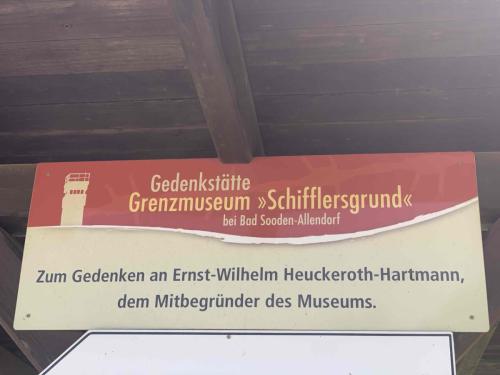 Gedenkstätte
Grenzmuseum »Schifflersgrund«
bei Bad Sooden-Allendorf
Zum Gedenken an Ernst-Wilhelm Heuckeroth-Hartmann,
dem Mitbegründer des Museums.